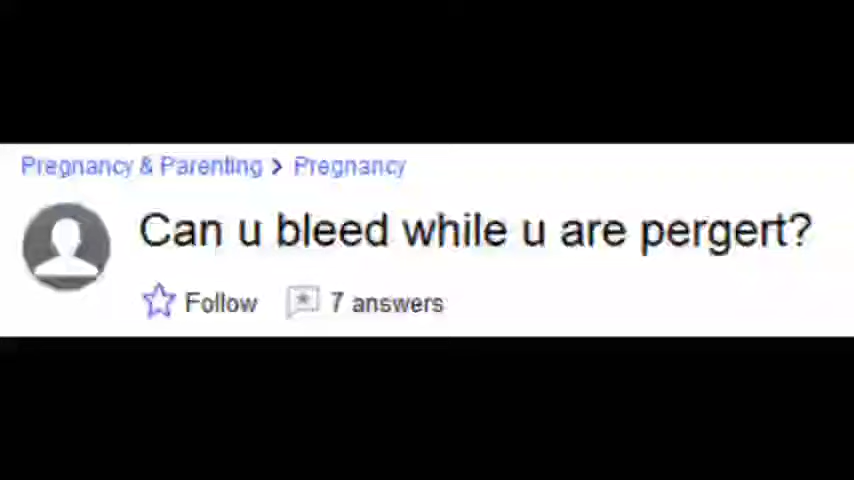 Pregnancy & Parenting > Pregnancy
Can u bleed while u are pergert?
Follow 7 answers